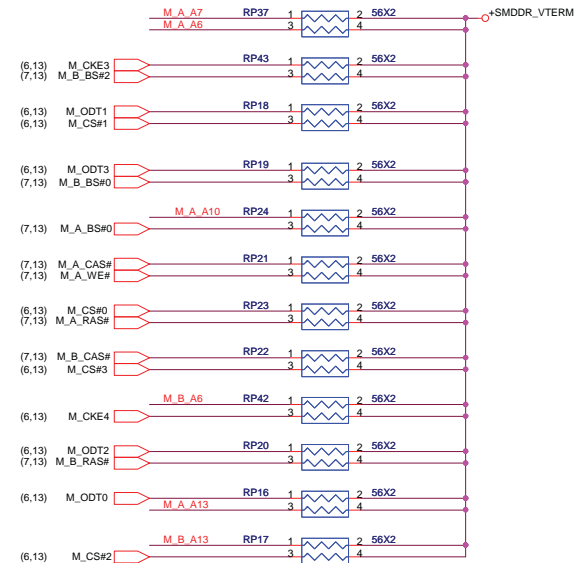 M_A_A7 RP37 1 2 56X2 +SMDDR_VTERM
M_A_A6 3 4
(6,13) M_CKE3 RP43 1 2 56X2
(7,13) M_B_BS#2 3 4
(6,13) M_ODT1 RP18 1 2 56X2
(6,13) M_CS#1 3 4
(6,13) M_ODT3 RP19 1 2 56X2
(7,13) M_B_BS#0 3 4
M_A_A10 RP24 1 2 56X2
(7,13) M_A_BS#0 3 4
(7,13) M_A_CAS# RP21 1 2 56X2
(7,13) M_A_WE# 3 4
(6,13) M_CS#0 RP23 1 2 56X2
(7,13) M_A_RAS# 3 4
(7,13) M_B_CAS# RP22 1 2 56X2
(6,13) M_CS#3 3 4
M_B_A6 RP42 1 2 56X2
(6,13) M_CKE4 3 4
(6,13) M_ODT2 RP20 1 2 56X2
(7,13) M_B_RAS# 3 4
(6,13) M_ODT0 RP16 1 2 56X2
M_A_A13 3 4
M_B_A13 RP17 1 2 56X2
(6,13) M_CS#2 3 4